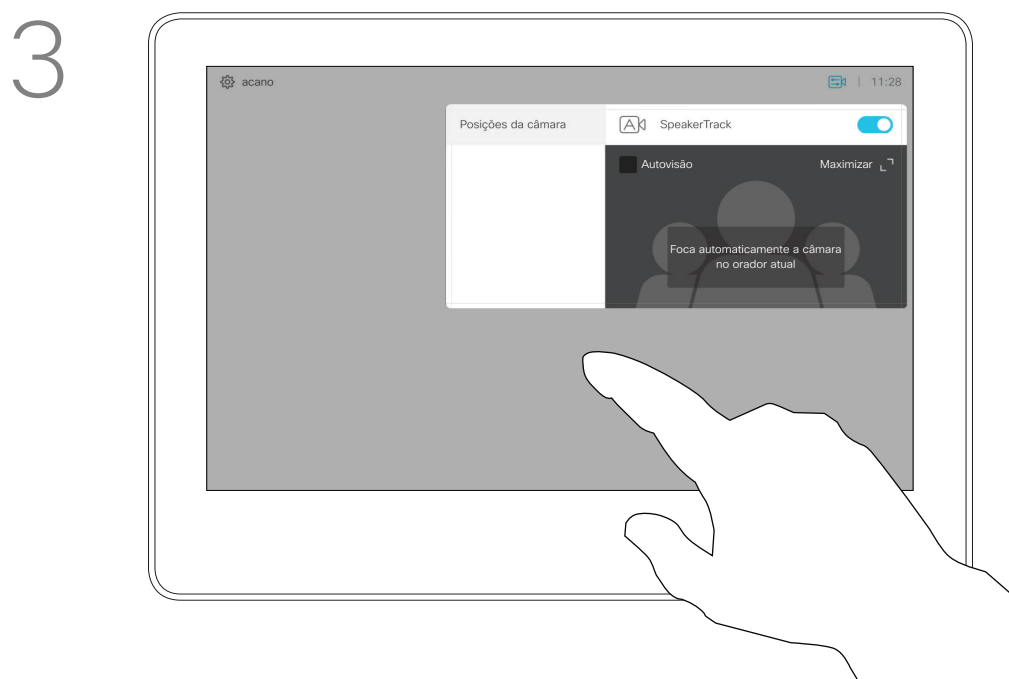 3
acano
11:28
Posições da câmara
SpeakerTrack
Autovisão
Maximizar
Foca automaticamente a câmara
no orador atual